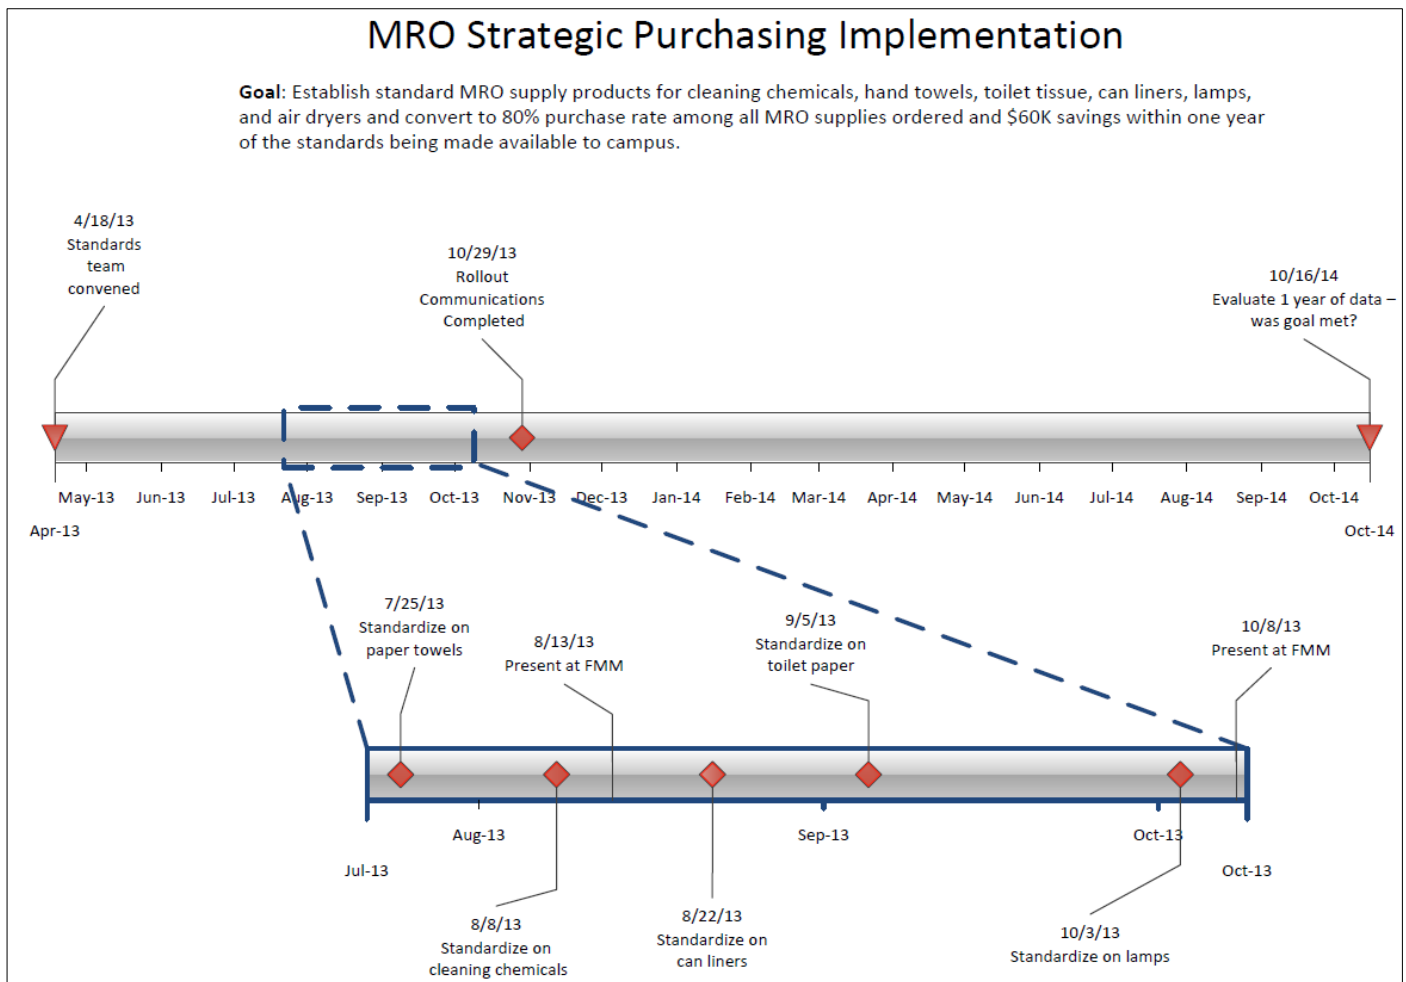 MRO Strategic Purchasing Implementation
Goal: Establish standard MRO supply products for cleaning chemicals, hand towels, toilet tissue, can liners, lamps,
and air dryers and convert to 80% purchase rate among all MRO supplies ordered and $60K savings within one year
of the standards being made available to campus.
4/18/13
Standards
team
convened
10/29/13
Rollout
Communications
Completed
10/16/14
Evaluate 1 year of data –
was goal met?
May-13 Jun-13 Jul-13 Aug-13 Sep-13 Oct-13 Nov-13 Dec-13 Jan-14 Feb-14 Mar-14 Apr-14 May-14 Jun-14 Jul-14 Aug-14 Sep-14 Oct-14
Apr-13 Oct-14
7/25/13
Standardize on
paper towels
8/13/13
Present at FMM
9/5/13
Standardize on
toilet paper
10/8/13
Present at FMM
Aug-13 Sep-13 Oct-13
Jul-13 Oct-13
8/8/13
Standardize on
cleaning chemicals
8/22/13
Standardize on
can liners
10/3/13
Standardize on lamps